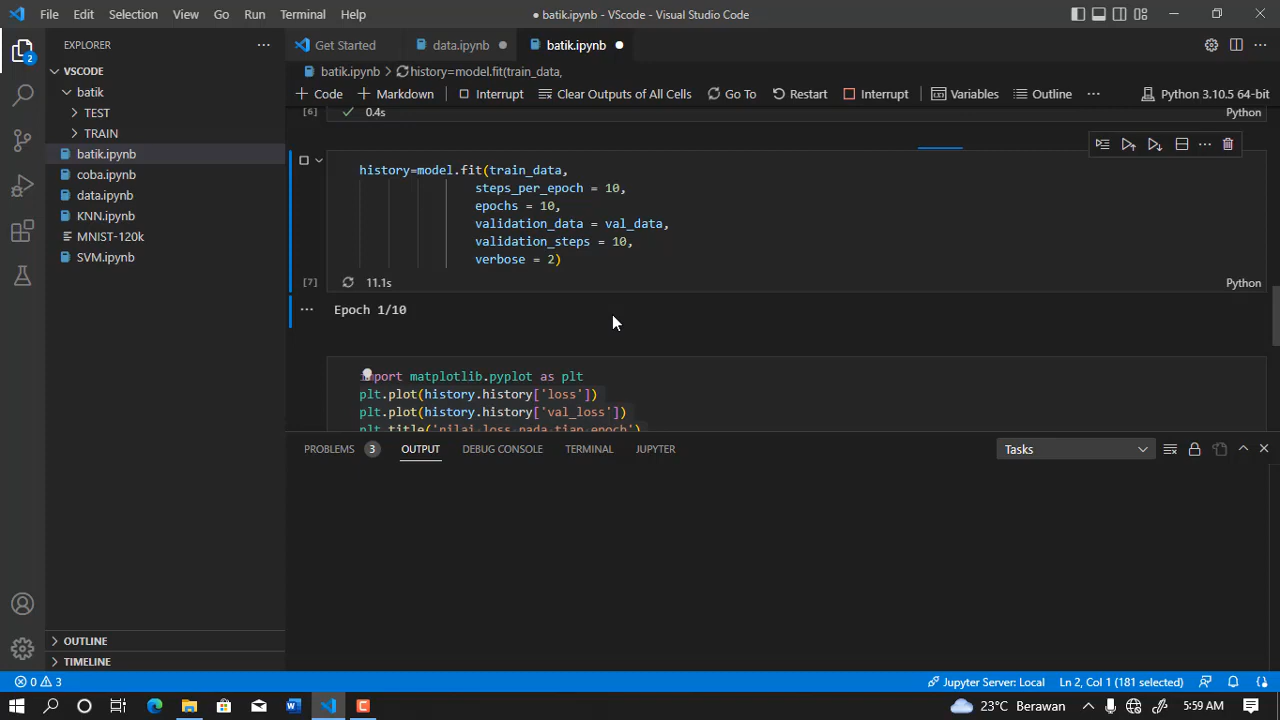 File Edit Selection View Go Run Terminal Help
batik.ipynb - VScode - Visual Studio Code
EXPLORER
Get Started
data.ipynb
batik.ipynb
VSCODE
batik
TEST
TRAIN
batik.ipynb
coba.ipynb
data.ipynb
KNN.ipynb
MNIST-120k
SVM.ipynb
OUTLINE
TIMELINE
2
batik.ipynb > history=model.fit(train_data,
Code Markdown Interrupt Clear Outputs of All Cells Go To Restart Interrupt Variables Outline Python 3.10.5 64-bit
[6] 0.4s Python
history=model.fit(train_data,
steps_per_epoch = 10,
epochs = 10,
validation_data = val_data,
validation_steps = 10,
verbose = 2)
[7] 11.1s Python
Epoch 1/10
import matplotlib.pyplot as plt
plt.plot(history.history['loss'])
plt.plot(history.history['val_loss'])
PROBLEMS 3 OUTPUT DEBUG CONSOLE TERMINAL JUPYTER Tasks
0 3 Jupyter Server: Local Ln 2, Col 1 (181 selected)
23°C Berawan 5:59 AM